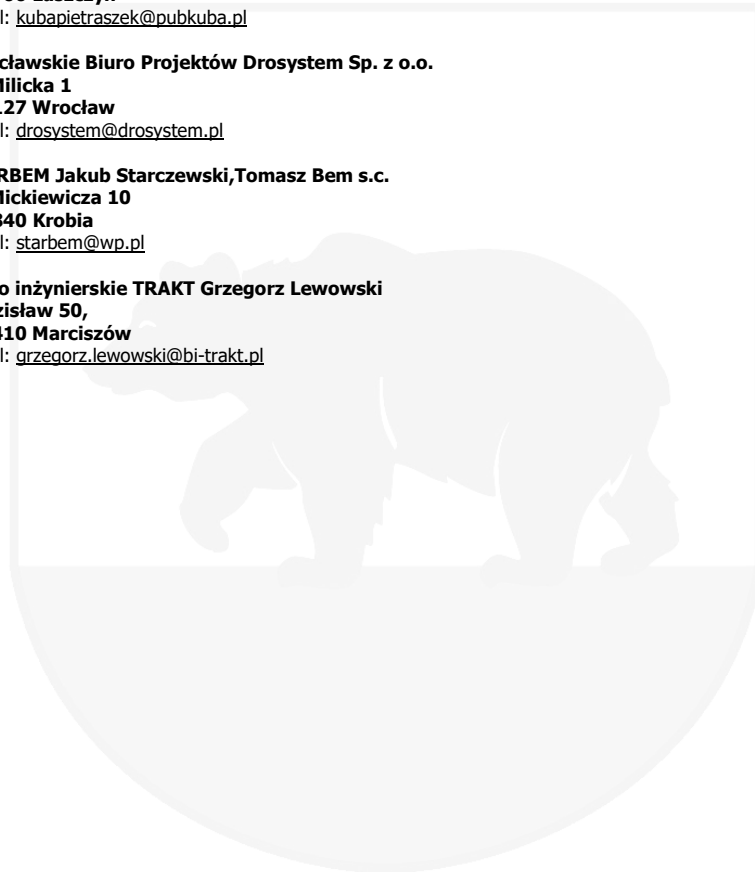 l: kubapietraszek@pubkuba.pl
cławskie Biuro Projektów Drosystem Sp. z o.o.
Milicka 1
127 Wrocław
l: drosystem@drosystem.pl
RBEM Jakub Starczewski,Tomasz Bem s.c.
Mickiewicza 10
840 Krobia
l: starbem@wp.pl
o inżynierskie TRAKT Grzegorz Lewowski
zisław 50,
410 Marciszów
l: grzegorz.lewowski@bi-trakt.pl